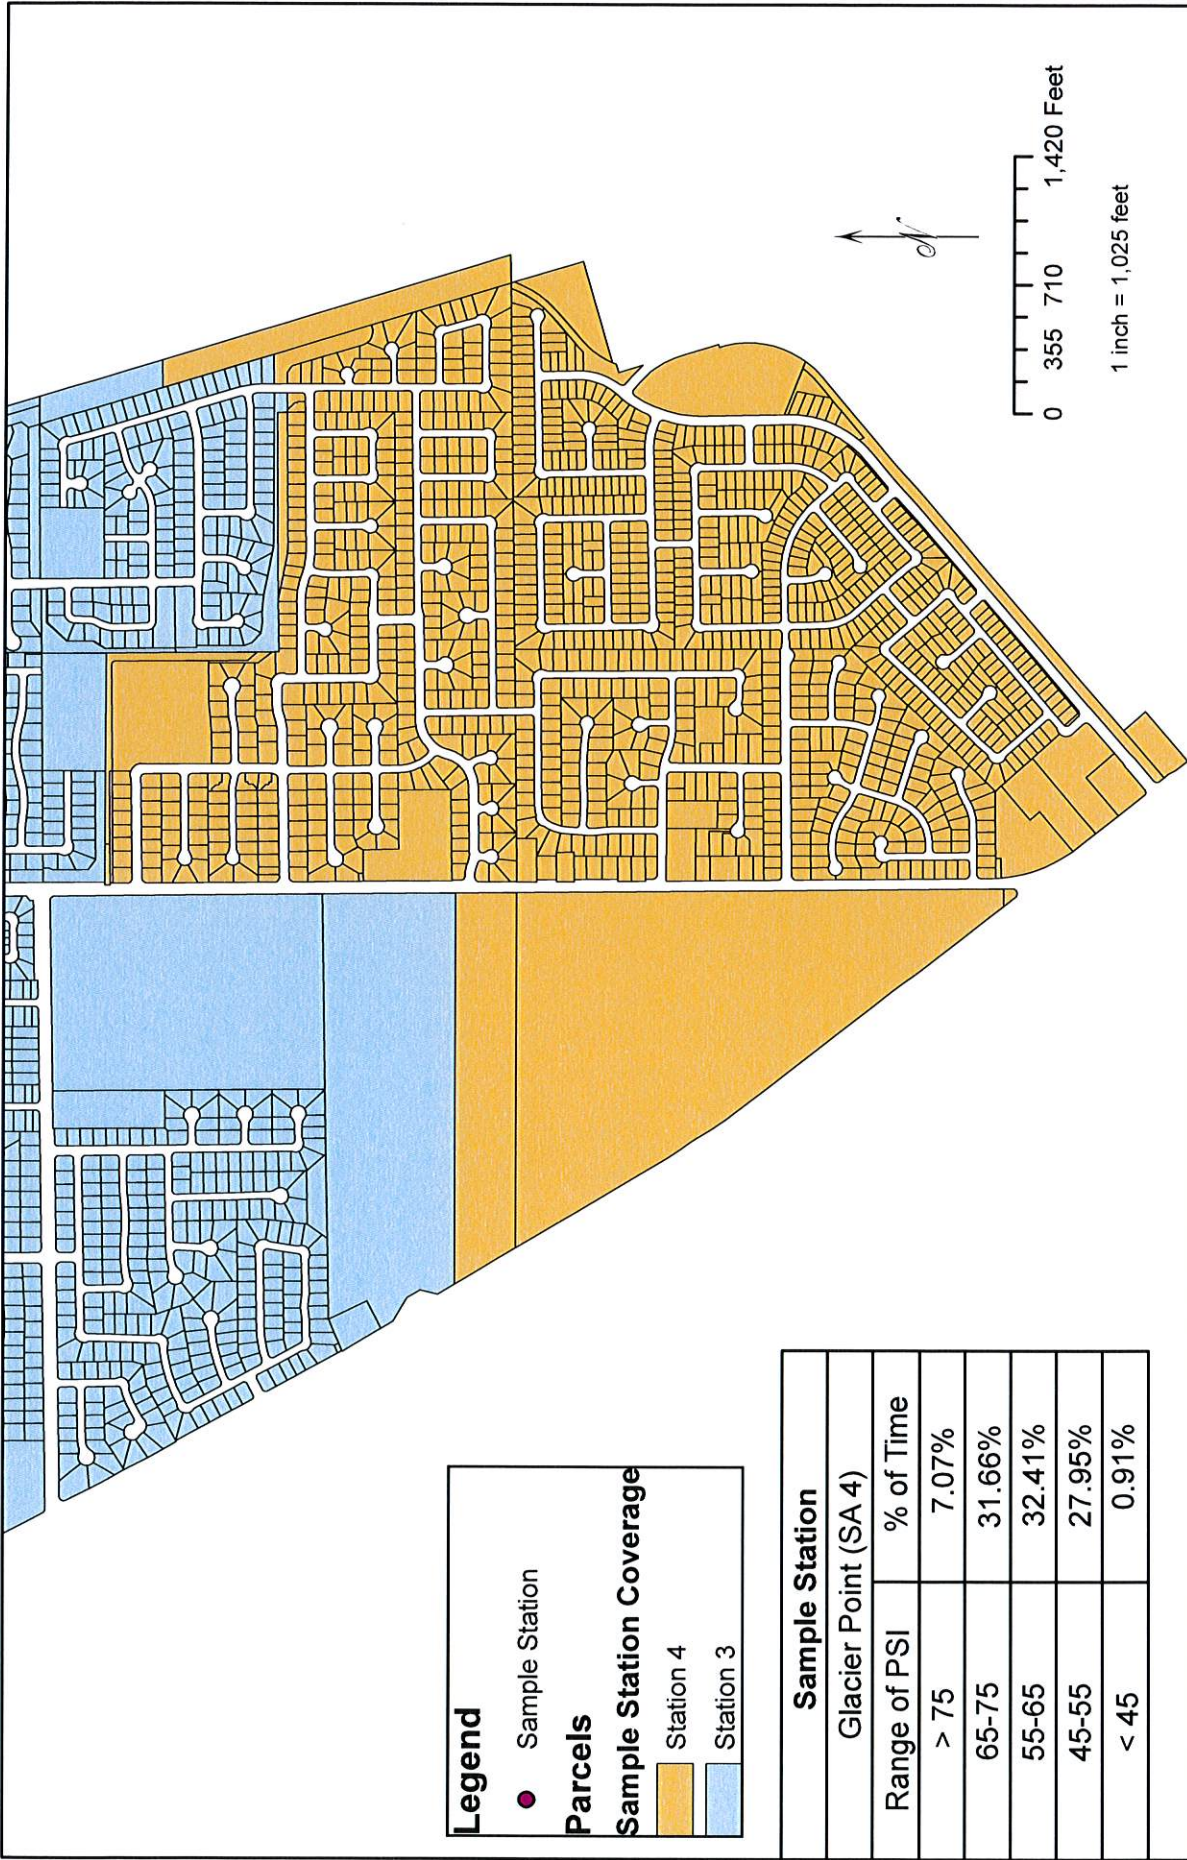 Legend
Sample Station
Parcels
Sample Station Coverage
Station 4
Station 3
Sample Station
Glacier Point (SA 4)
Range of PSI % of Time
> 75 7.07%
65-75 31.66%
55-65 32.41%
45-55 27.95%
< 45 0.91%
N
0 355 710 1,420 Feet
1 inch = 1,025 feet